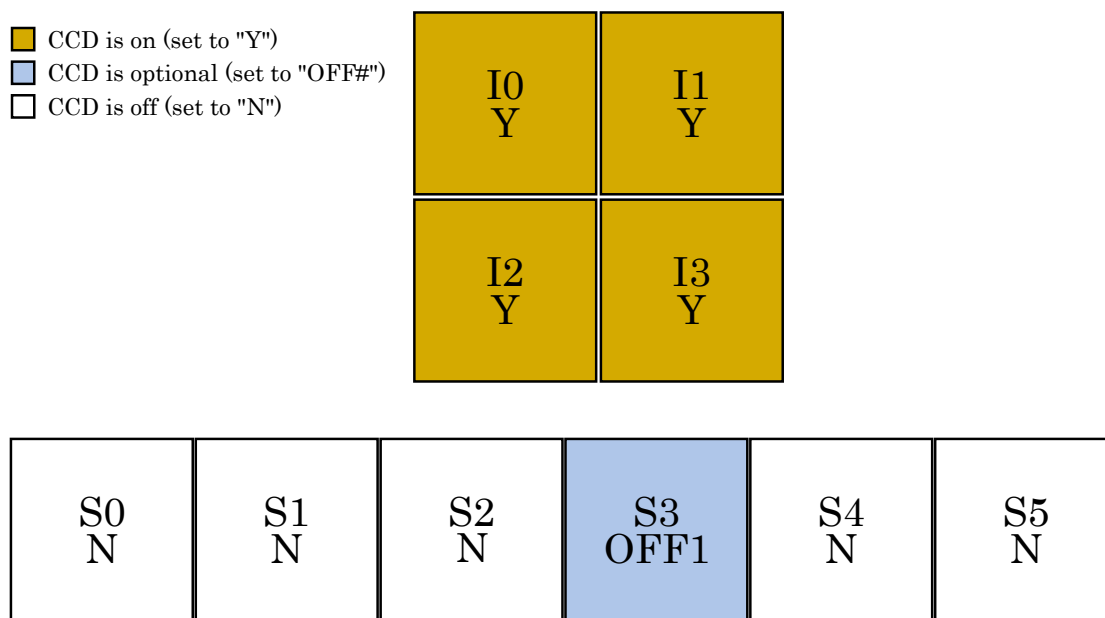 CCD is on (set to "Y")
CCD is optional (set to "OFF#")
CCD is off (set to "N")
I0
Y
I1
Y
I2
Y
I3
Y
S0
N
S1
N
S2
N
S3
OFF1
S4
N
S5
N